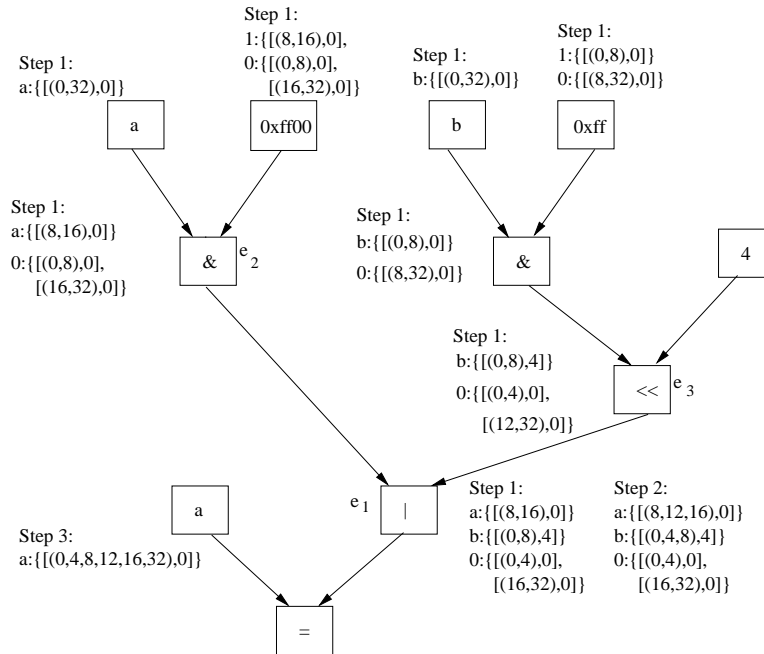 Step 1:
1:{[(8,16),0],
0:{[(0,8),0],
[(16,32),0]}
Step 1:
a:{[(0,32),0]}
Step 1:
b:{[(0,32),0]}
Step 1:
1:{[(0,8),0]}
0:{[(8,32),0]}
a
0xff00
b
0xff
Step 1:
a:{[(8,16),0]}
0:{[(0,8),0],
[(16,32),0]}
&
e 2
Step 1:
b:{[(0,8),0]}
0:{[(8,32),0]}
&
4
Step 1:
b:{[(0,8),4]}
0:{[(0,4),0],
[(12,32),0]}
<<
e 3
a
e 1
|
Step 1:
a:{[(8,16),0]}
b:{[(0,8),4]}
0:{[(0,4),0],
[(16,32),0]}
Step 2:
a:{[(8,12,16),0]}
b:{[(0,4,8),4]}
0:{[(0,4),0],
[(16,32),0]}
Step 3:
a:{[(0,4,8,12,16,32),0]}
=